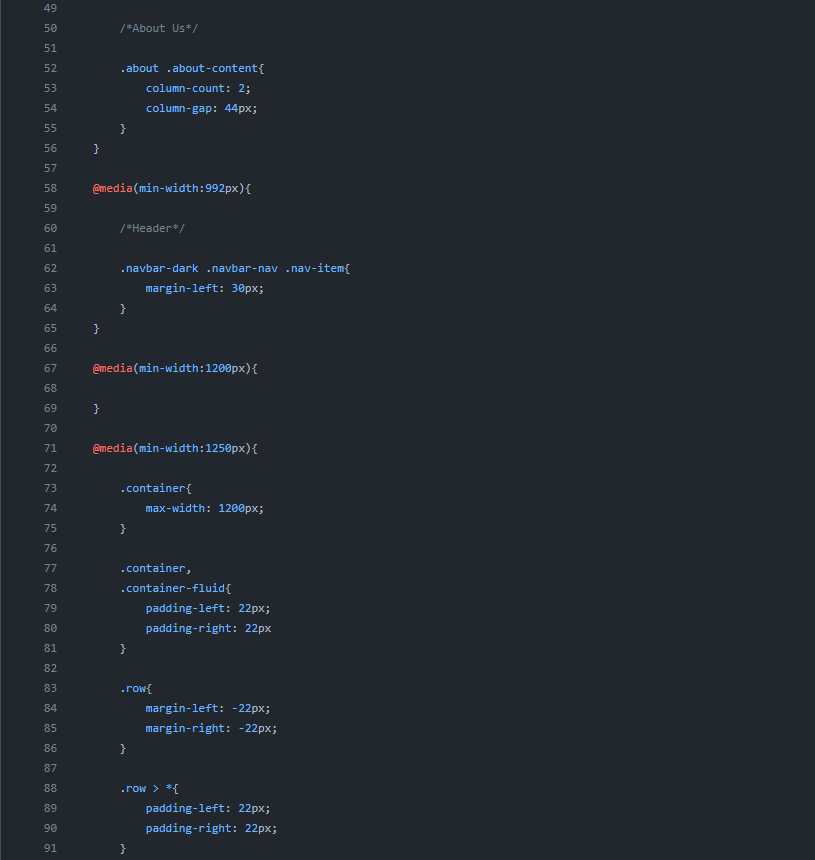 49
50 /*About Us*/
51
52 .about .about-content{
53 column-count: 2;
54 column-gap: 44px;
55 }
56 }
57
58 @media(min-width:992px){
59
60 /*Header*/
61
62 .navbar-dark .navbar-nav .nav-item{
63 margin-left: 30px;
64 }
65 }
66
67 @media(min-width:1200px){
68
69 }
70
71 @media(min-width:1250px){
72
73 .container{
74 max-width: 1200px;
75 }
76
77 .container,
78 .container-fluid{
79 padding-left: 22px;
80 padding-right: 22px
81 }
82
83 .row{
84 margin-left: -22px;
85 margin-right: -22px;
86 }
87
88 .row > *{
89 padding-left: 22px;
90 padding-right: 22px;
91 }